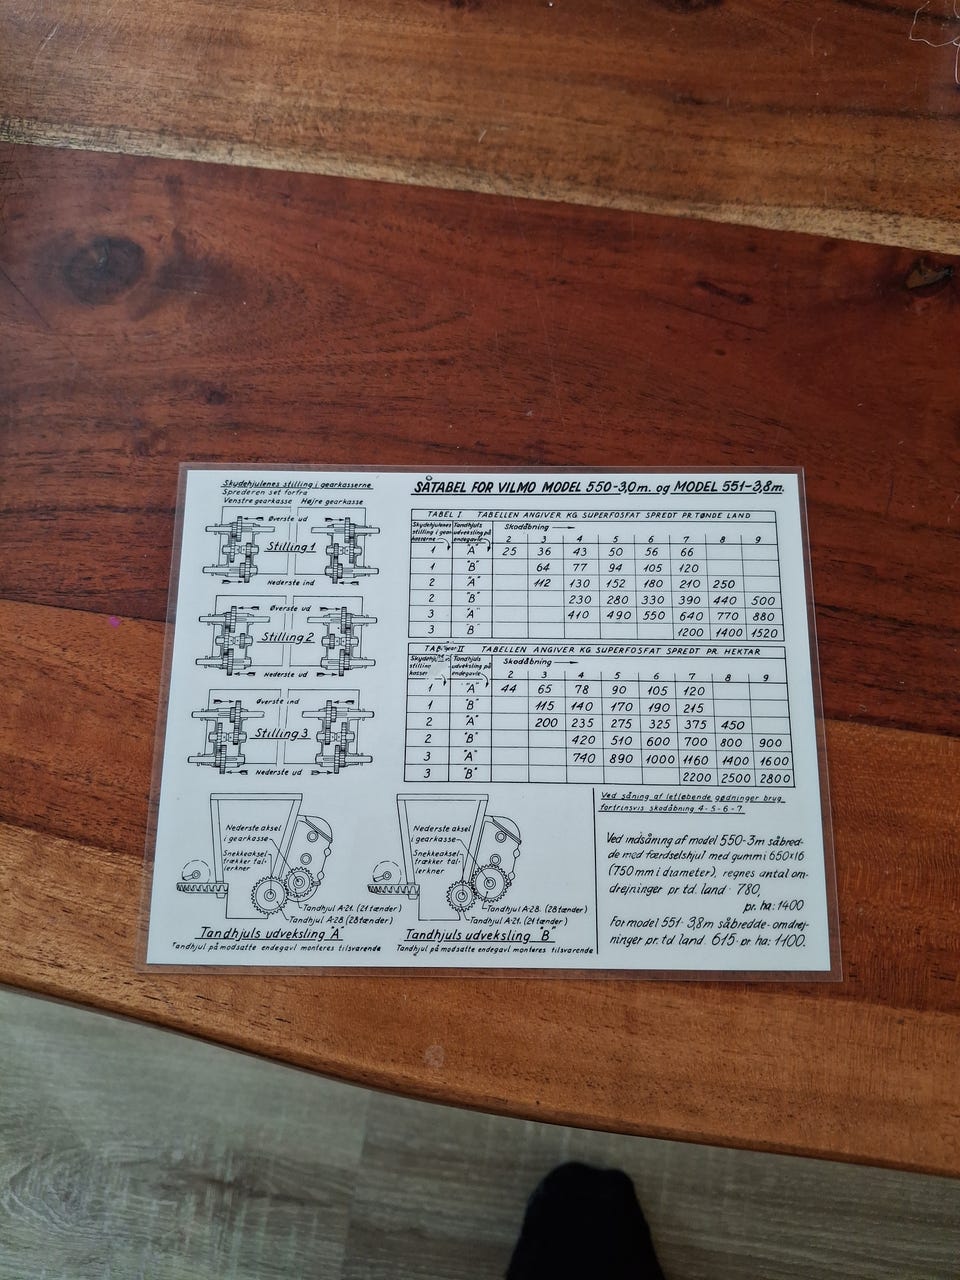 Skydehjulenes stilling i gearkasserne
Sprederen set forfra
Venstre gearkasse Højre gearkasse
Øverste ud
Stilling 1
Nederste ind
Øverste ud
Stilling 2
Nederste ud
Øverste ind
Stilling 3
Nederste ud
SÅTABEL FOR VILMO MODEL 550-3,0m. og MODEL 551-3,8m.
TABEL I TABELLEN ANGIVER KG SUPERFOSFAT SPREDT PR. TØNDE LAND
Skydehjulenes stilling i gear kasserne
Tandhjuls udveksling på endegavle
Skodåbning
2 3 4 5 6 7 8 9
1 "A" 25 36 43 50 56 66
1 "B" 64 77 94 105 120
2 "A" 112 130 152 180 210 250
2 "B" 230 280 330 390 440 500
3 "A" 410 490 550 640 770 880
3 "B" 1200 1400 1520
II TABELLEN ANGIVER KG SUPERFOSFAT SPREDT PR. HEKTAR
Tandhjuls udveksling på endegavle
Skodåbning
2 3 4 5 6 7 8 9
1 "A" 44 65 78 90 105 120
1 "B" 115 140 170 190 215
2 "A" 200 235 275 325 375 450
2 "B" 420 510 600 700 800 900
3 "A" 740 890 1000 1160 1400 1600
3 "B" 2200 2500 2800
Nederste aksel
i gearkasse
Snekkeaksel
trækker tal-
lerkner
Tandhjul A-21. (21 tænder)
Tandhjul A-28 (28 tænder)
Tandhjuls udveksling "A"
Tandhjul på modsatte endegavl monteres tilsvarende
Nederste aksel
i gearkasse
Snekkeaksel
trækker tal-
lerkner
Tandhjul A-28. (28 tænder)
Tandhjul A-21. (21 tænder)
Tandhjuls udveksling "B"
Tandhjul på modsatte endegavl monteres tilsvarende
Ved såning af letløbende gødninger brug
fortrinsvis skodåbning 4-5-6-7
Ved indsåning af model 550-3m såbred-
de med færdselshjul med gummi 650x16
(750 mm i diameter), regnes antal om-
drejninger pr td. land · 780,
pr. ha: 1400
For model 551 · 3,8m såbredde-omdrej-
ninger pr. td land. 615 · pr ha: 1100.